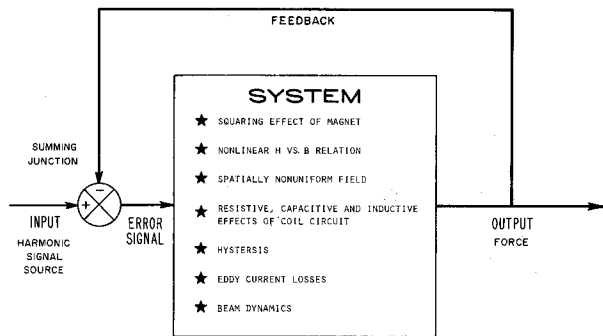 FEEDBACK
SYSTEM
★ SQUARING EFFECT OF MAGNET
★ NONLINEAR H VS. B RELATION
★ SPATIALLY NONUNIFORM FIELD
★ RESISTIVE, CAPACITIVE AND INDUCTIVE
EFFECTS OF COIL CIRCUIT
★ HYSTERSIS
★ EDDY CURRENT LOSSES
★ BEAM DYNAMICS
SUMMING
JUNCTION
+
−
INPUT
HARMONIC
SIGNAL
SOURCE
ERROR
SIGNAL
OUTPUT
FORCE